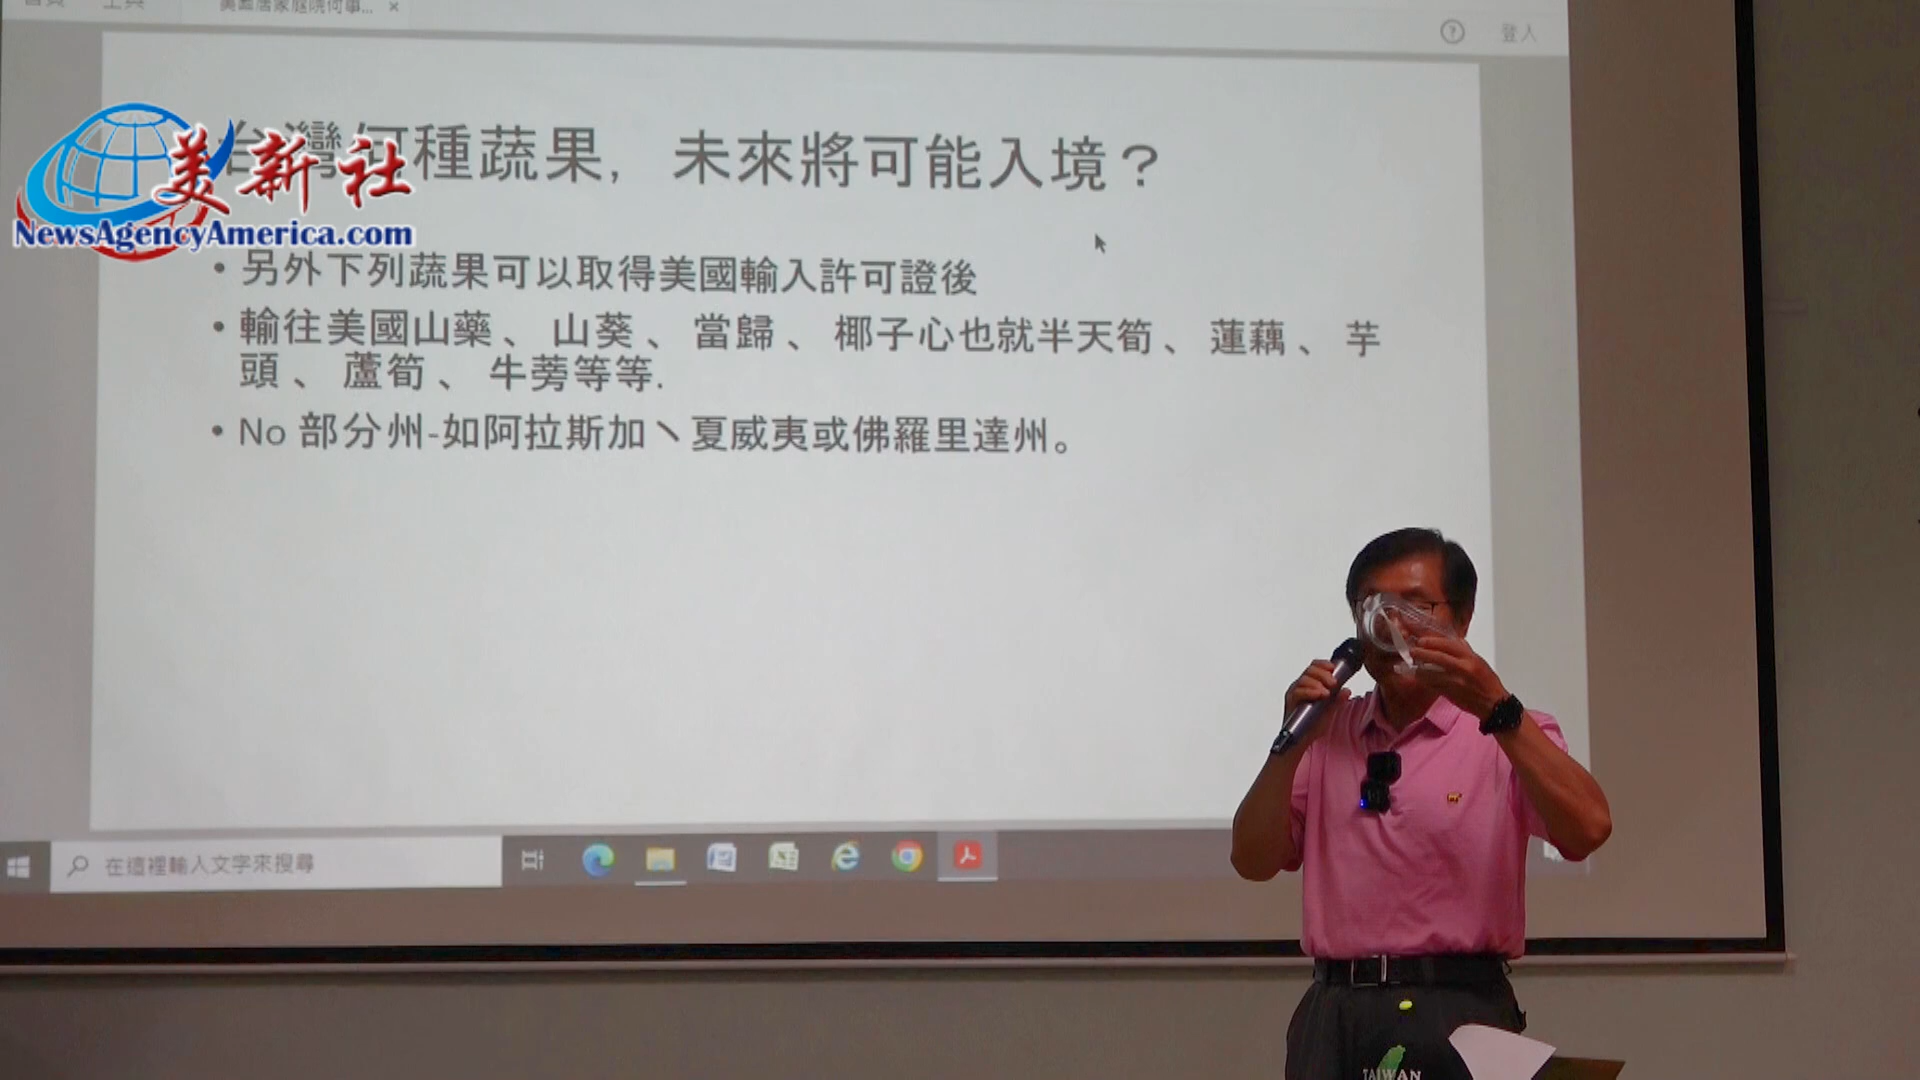 登入
美新社
NewsAgencyAmerica.com
種蔬果, 未來將可能入境?
• 另外下列蔬果可以取得美國輸入許可證後
• 輸往美國山藥、 山葵、 當歸、 椰子心也就半天筍、 蓮藕、 芋
頭、 蘆筍、 牛蒡等等.
• No 部分州-如阿拉斯加丶夏威夷或佛羅里達州。
在這裡輸入文字來搜尋
TAIWAN